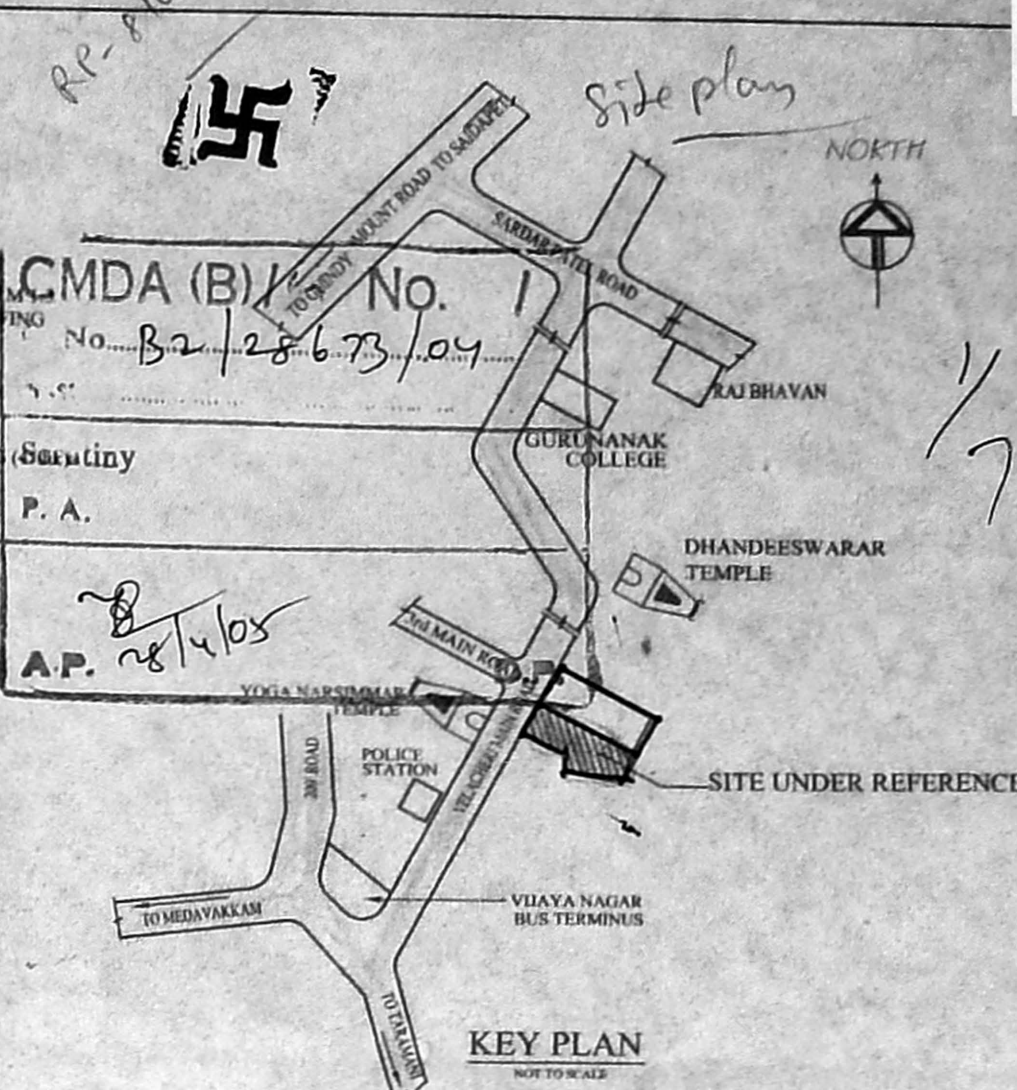 RP-
Site plan
NORTH
MOUNT ROAD TO SAIDAPET
TO GUINDY
SARDAR PATEL ROAD
CMDA (B) No. 1
No. B2/28673/04
RAJ BHAVAN
1/7
GURUNANAK
COLLEGE
Scrutiny
P. A.
DHANDEESWARAR
TEMPLE
28/4/05
A.P.
3rd MAIN ROAD
YOGA NARSIMMAR
TEMPLE
POLICE
STATION
200' ROAD
VELACHERY MAIN ROAD
SITE UNDER REFERENCE
VIJAYA NAGAR
BUS TERMINUS
TO MEDAVAKKAM
TO TARAMANI
KEY PLAN
NOT TO SCALE